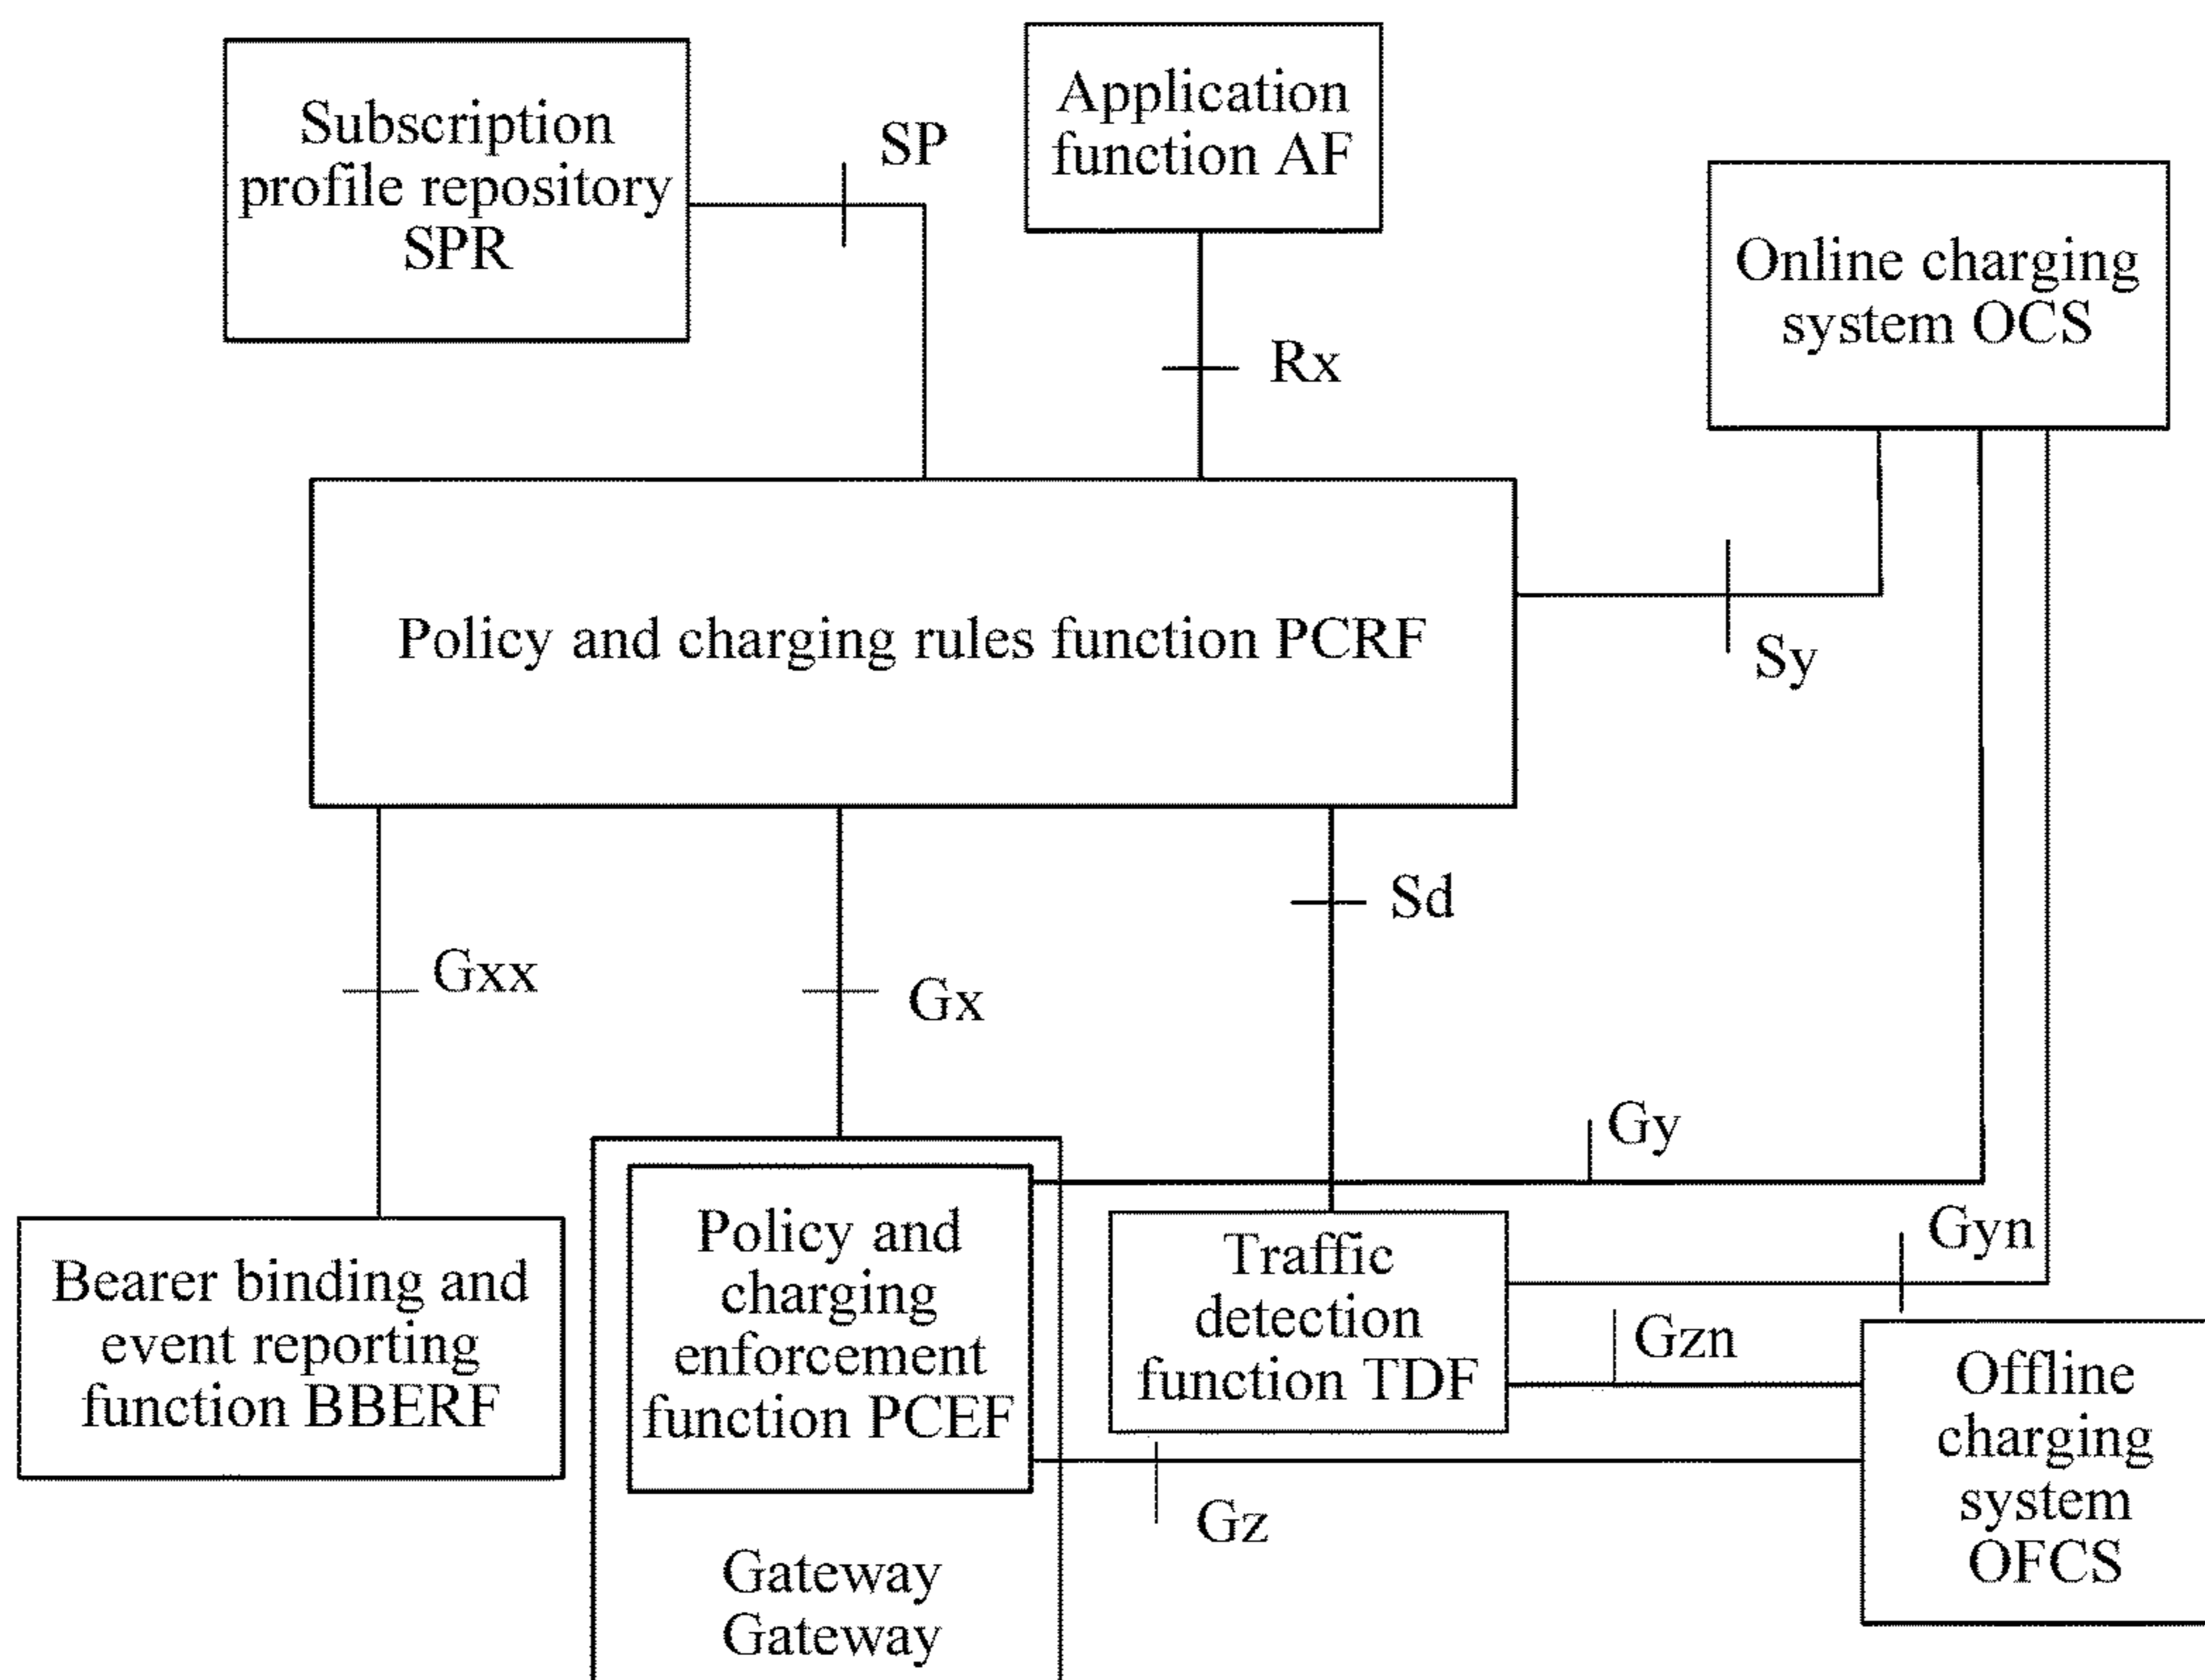 Subscription
profile repository
SPR
SP
Application
function AF
Rx
Online charging
system OCS
Policy and charging rules function PCRF
Sy
Gxx
Gx
Sd
Gy
Gyn
Gzn
Gz
Bearer binding and
event reporting
function BBERF
Policy and
charging
enforcement
function PCEF
Gateway
Gateway
Traffic
detection
function TDF
Offline
charging
system
OFCS